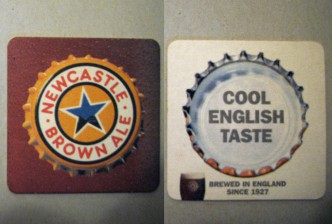 NEWCASTLE
BROWN ALE
COOL
ENGLISH
TASTE
BREWED IN ENGLAND
SINCE 1927